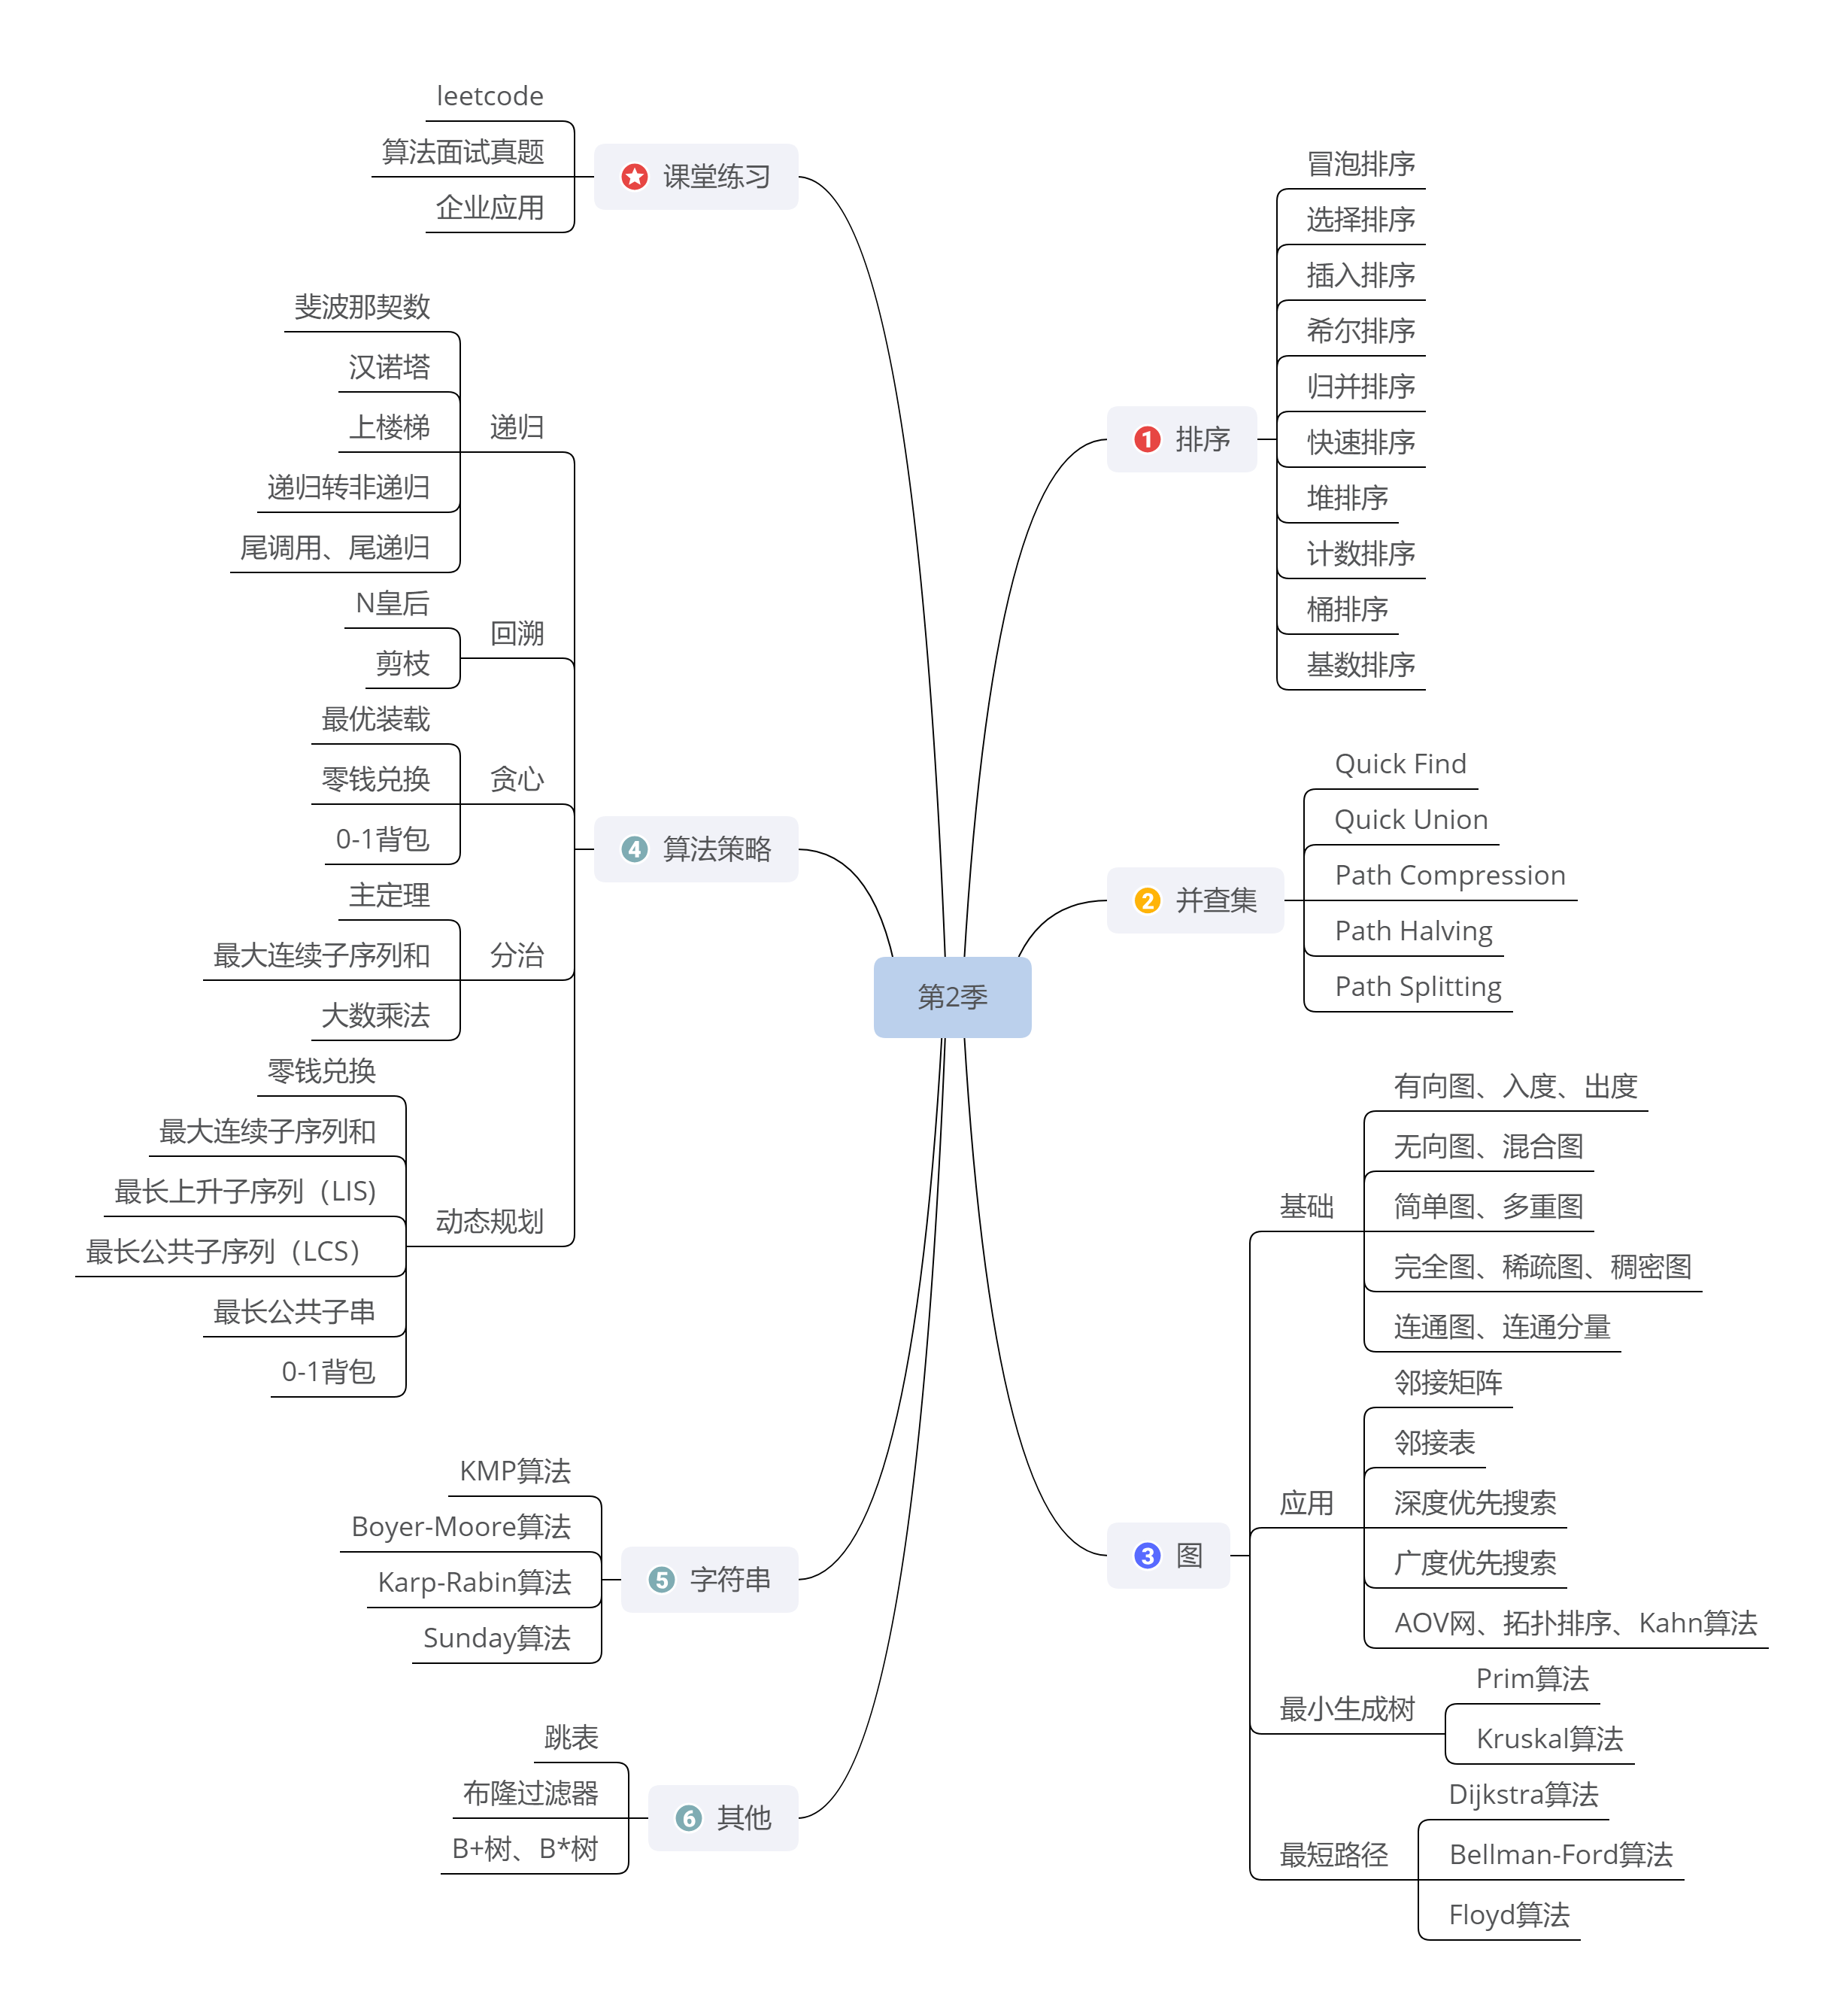 第2季
1 排序
冒泡排序
选择排序
插入排序
希尔排序
归并排序
快速排序
堆排序
计数排序
桶排序
基数排序
2 并查集
Quick Find
Quick Union
Path Compression
Path Halving
Path Splitting
3 图
基础
有向图、入度、出度
无向图、混合图
简单图、多重图
完全图、稀疏图、稠密图
连通图、连通分量
应用
邻接矩阵
邻接表
深度优先搜索
广度优先搜索
AOV网、拓扑排序、Kahn算法
最小生成树
Prim算法
Kruskal算法
最短路径
Dijkstra算法
Bellman-Ford算法
Floyd算法
课堂练习
leetcode
算法面试真题
企业应用
4 算法策略
递归
斐波那契数
汉诺塔
上楼梯
递归转非递归
尾调用、尾递归
回溯
N皇后
剪枝
贪心
最优装载
零钱兑换
0-1背包
分治
主定理
最大连续子序列和
大数乘法
动态规划
零钱兑换
最大连续子序列和
最长上升子序列（LIS)
最长公共子序列（LCS）
最长公共子串
0-1背包
5 字符串
KMP算法
Boyer-Moore算法
Karp-Rabin算法
Sunday算法
6 其他
跳表
布隆过滤器
B+树、B*树